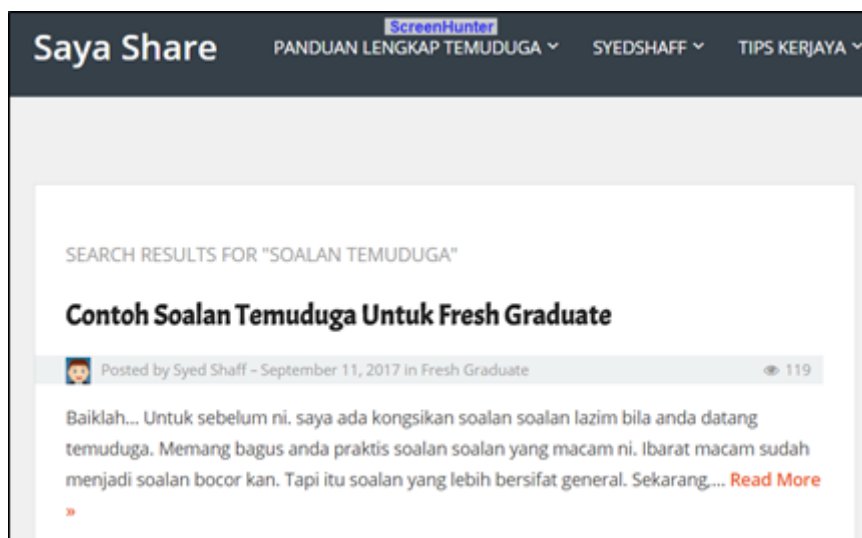 ScreenHunter
Saya Share
PANDUAN LENGKAP TEMUDUGA
SYEDSHAFF
TIPS KERJAYA
SEARCH RESULTS FOR "SOALAN TEMUDUGA"
Contoh Soalan Temuduga Untuk Fresh Graduate
Posted by Syed Shaff – September 11, 2017 in Fresh Graduate
119
Baiklah... Untuk sebelum ni. saya ada kongsikan soalan soalan lazim bila anda datang
temuduga. Memang bagus anda praktis soalan soalan yang macam ni. Ibarat macam sudah
menjadi soalan bocor kan. Tapi itu soalan yang lebih bersifat general. Sekarang,... Read More
»